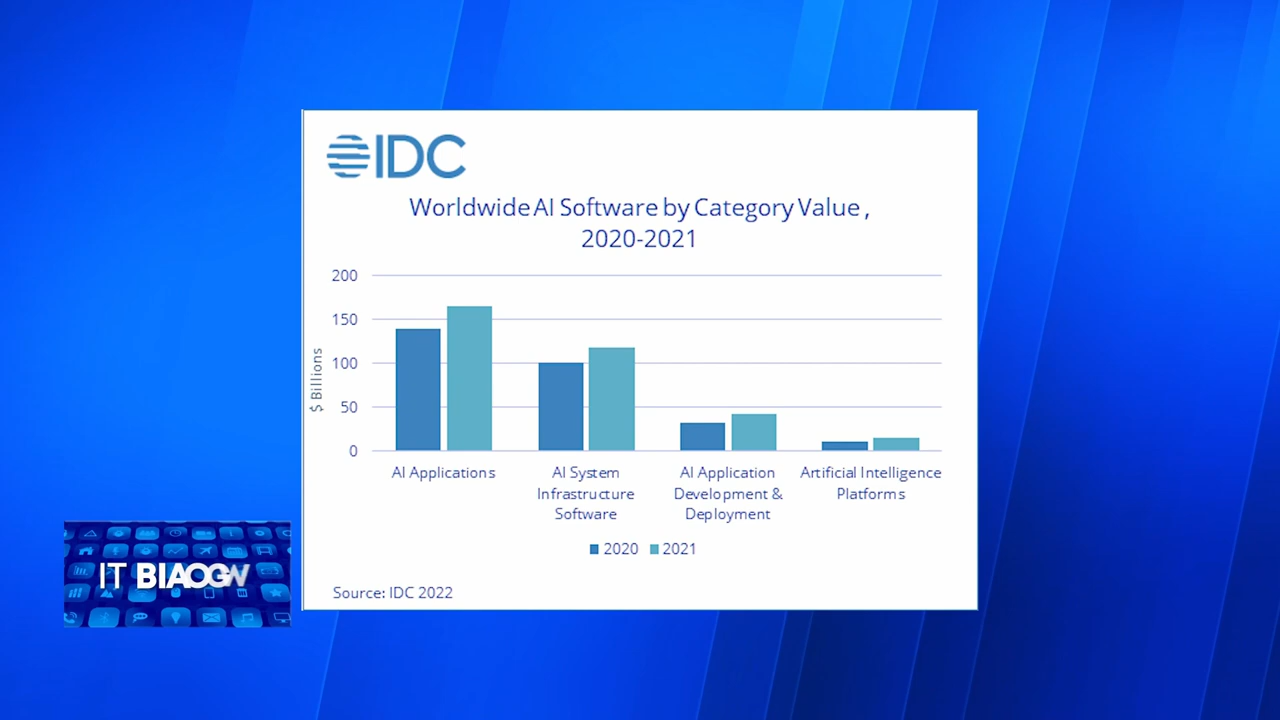 IDC
Worldwide AI Software by Category Value ,
2020-2021
200
150
100
50
0
$ Billions
AI Applications
AI System
Infrastructure
Software
AI Application
Development &
Deployment
Artificial Intelligence
Platforms
2020 2021
Source: IDC 2022
IT